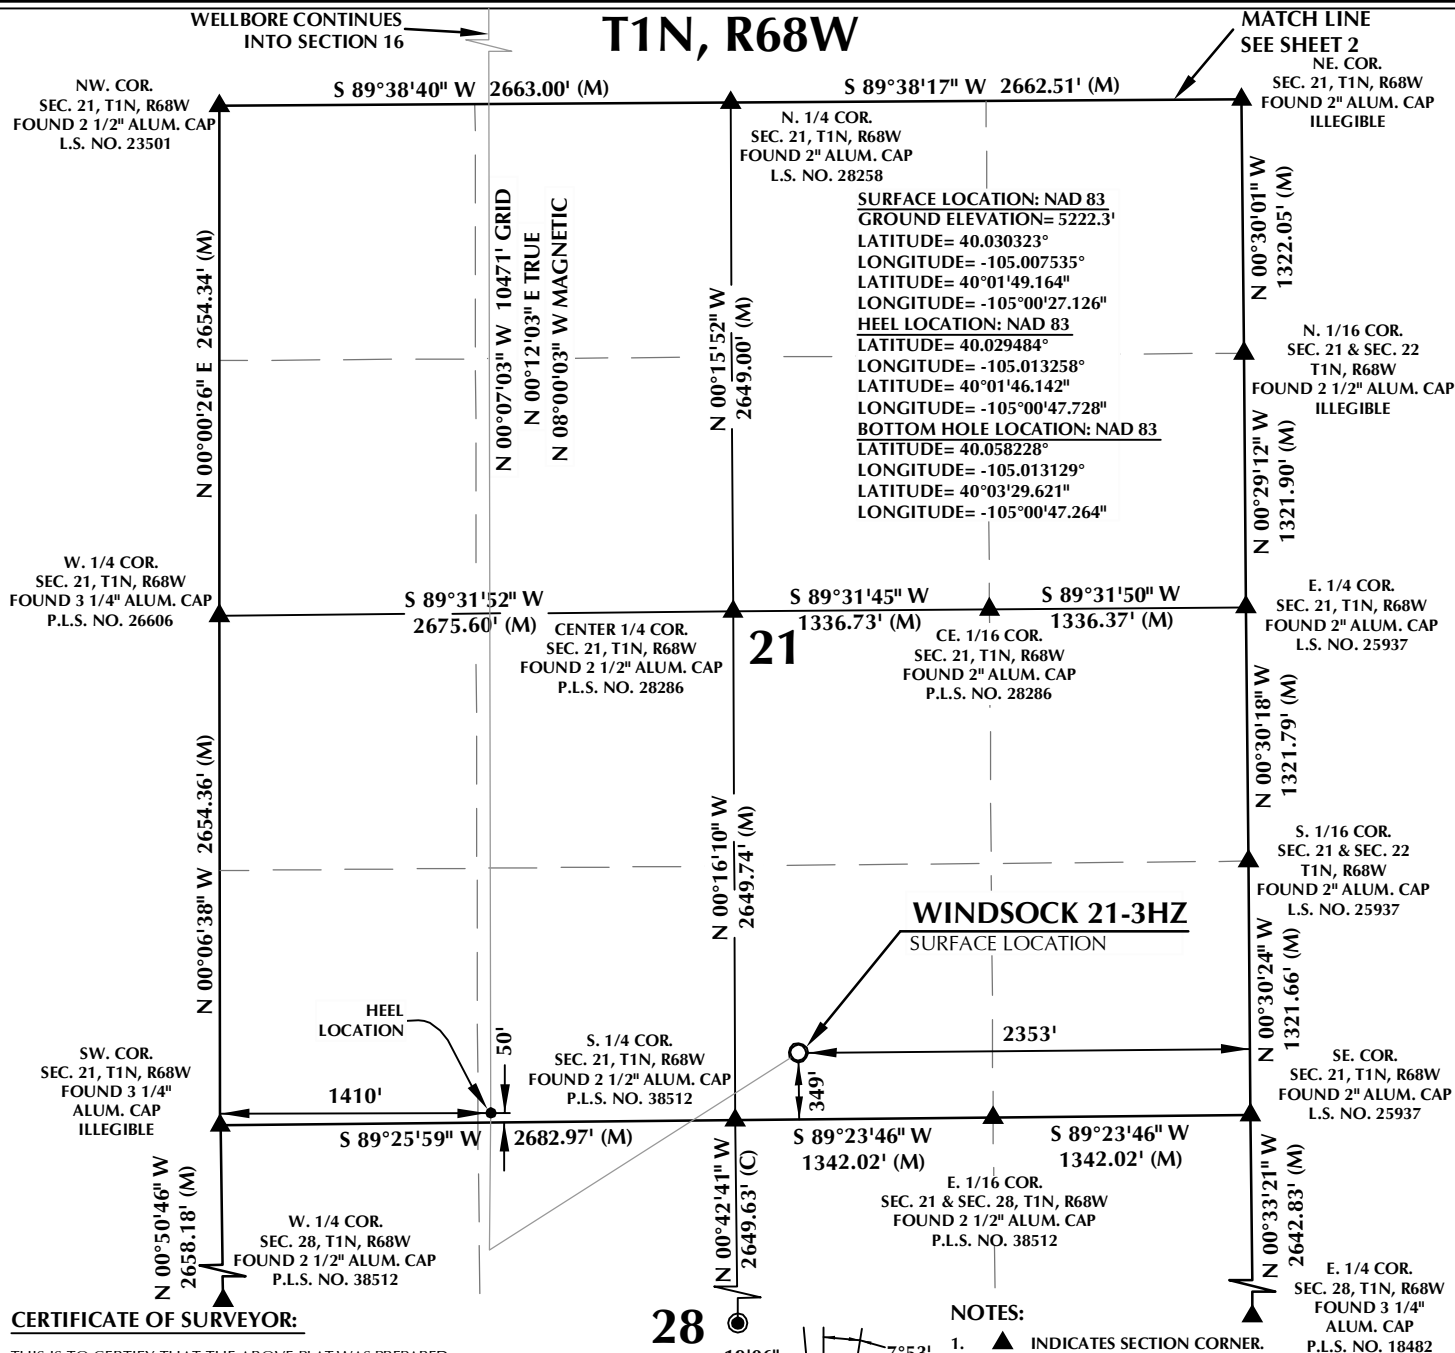 WELLBORE CONTINUES
INTO SECTION 16
T1N, R68W
MATCH LINE
SEE SHEET 2
NW. COR.
SEC. 21, T1N, R68W
FOUND 2 1/2" ALUM. CAP
L.S. NO. 23501
S 89°38'40" W 2663.00' (M)
S 89°38'17" W 2662.51' (M)
NE. COR.
SEC. 21, T1N, R68W
FOUND 2" ALUM. CAP
ILLEGIBLE
N. 1/4 COR.
SEC. 21, T1N, R68W
FOUND 2" ALUM. CAP
L.S. NO. 28258
N 00°00'26" E 2654.34' (M)
N 00°07'03" W 10471' GRID
N 00°12'03" E TRUE
N 08°00'03" W MAGNETIC
N 00°15'52" W
2649.00' (M)
SURFACE LOCATION: NAD 83
GROUND ELEVATION= 5222.3'
LATITUDE= 40.030323°
LONGITUDE= -105.007535°
LATITUDE= 40°01'49.164"
LONGITUDE= -105°00'27.126"
HEEL LOCATION: NAD 83
LATITUDE= 40.029484°
LONGITUDE= -105.013258°
LATITUDE= 40°01'46.142"
LONGITUDE= -105°00'47.728"
BOTTOM HOLE LOCATION: NAD 83
LATITUDE= 40.058228°
LONGITUDE= -105.013129°
LATITUDE= 40°03'29.621"
LONGITUDE= -105°00'47.264"
N 00°30'01" W
1322.05' (M)
N. 1/16 COR.
SEC. 21 & SEC. 22
T1N, R68W
FOUND 2 1/2" ALUM. CAP
ILLEGIBLE
N 00°29'12" W
1321.90' (M)
W. 1/4 COR.
SEC. 21, T1N, R68W
FOUND 3 1/4" ALUM. CAP
P.L.S. NO. 26606
S 89°31'52" W
2675.60' (M)
CENTER 1/4 COR.
SEC. 21, T1N, R68W
FOUND 2 1/2" ALUM. CAP
P.L.S. NO. 28286
21
S 89°31'45" W
1336.73' (M)
CE. 1/16 COR.
SEC. 21, T1N, R68W
FOUND 2" ALUM. CAP
P.L.S. NO. 28286
S 89°31'50" W
1336.37' (M)
E. 1/4 COR.
SEC. 21, T1N, R68W
FOUND 2" ALUM. CAP
L.S. NO. 25937
N 00°06'38" W 2654.36' (M)
N 00°16'10" W
2649.74' (M)
N 00°30'18" W
1321.79' (M)
S. 1/16 COR.
SEC. 21 & SEC. 22
T1N, R68W
FOUND 2" ALUM. CAP
L.S. NO. 25937
WINDSOCK 21-3HZ
SURFACE LOCATION
N 00°30'24" W
1321.66' (M)
HEEL
LOCATION
50'
S. 1/4 COR.
SEC. 21, T1N, R68W
FOUND 2 1/2" ALUM. CAP
P.L.S. NO. 38512
2353'
349'
SW. COR.
SEC. 21, T1N, R68W
FOUND 3 1/4"
ALUM. CAP
ILLEGIBLE
1410'
SE. COR.
SEC. 21, T1N, R68W
FOUND 2" ALUM. CAP
L.S. NO. 25937
S 89°25'59" W 2682.97' (M)
S 89°23'46" W
1342.02' (M)
S 89°23'46" W
1342.02' (M)
E. 1/16 COR.
SEC. 21 & SEC. 28, T1N, R68W
FOUND 2 1/2" ALUM. CAP
P.L.S. NO. 38512
N 00°50'46" W
2658.18' (M)
W. 1/4 COR.
SEC. 28, T1N, R68W
FOUND 2 1/2" ALUM. CAP
P.L.S. NO. 38512
N 00°42'41" W
2649.63' (C)
N 00°33'21" W
2642.83' (M)
E. 1/4 COR.
SEC. 28, T1N, R68W
FOUND 3 1/4"
ALUM. CAP
P.L.S. NO. 18482
CERTIFICATE OF SURVEYOR:
28
NOTES:
1. INDICATES SECTION CORNER.
7°53'
THIS IS TO CERTIFY THAT THE ABOVE PLAT WAS PREPARED